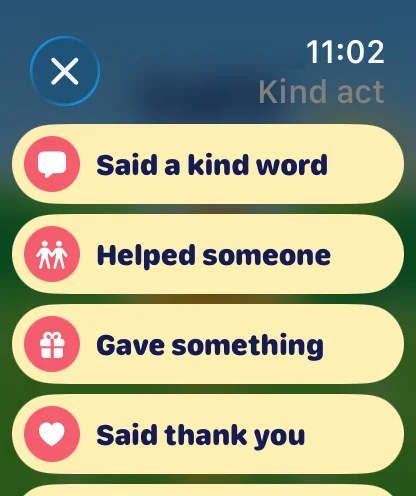 11:02
Kind act
Said a kind word
Helped someone
Gave something
Said thank you